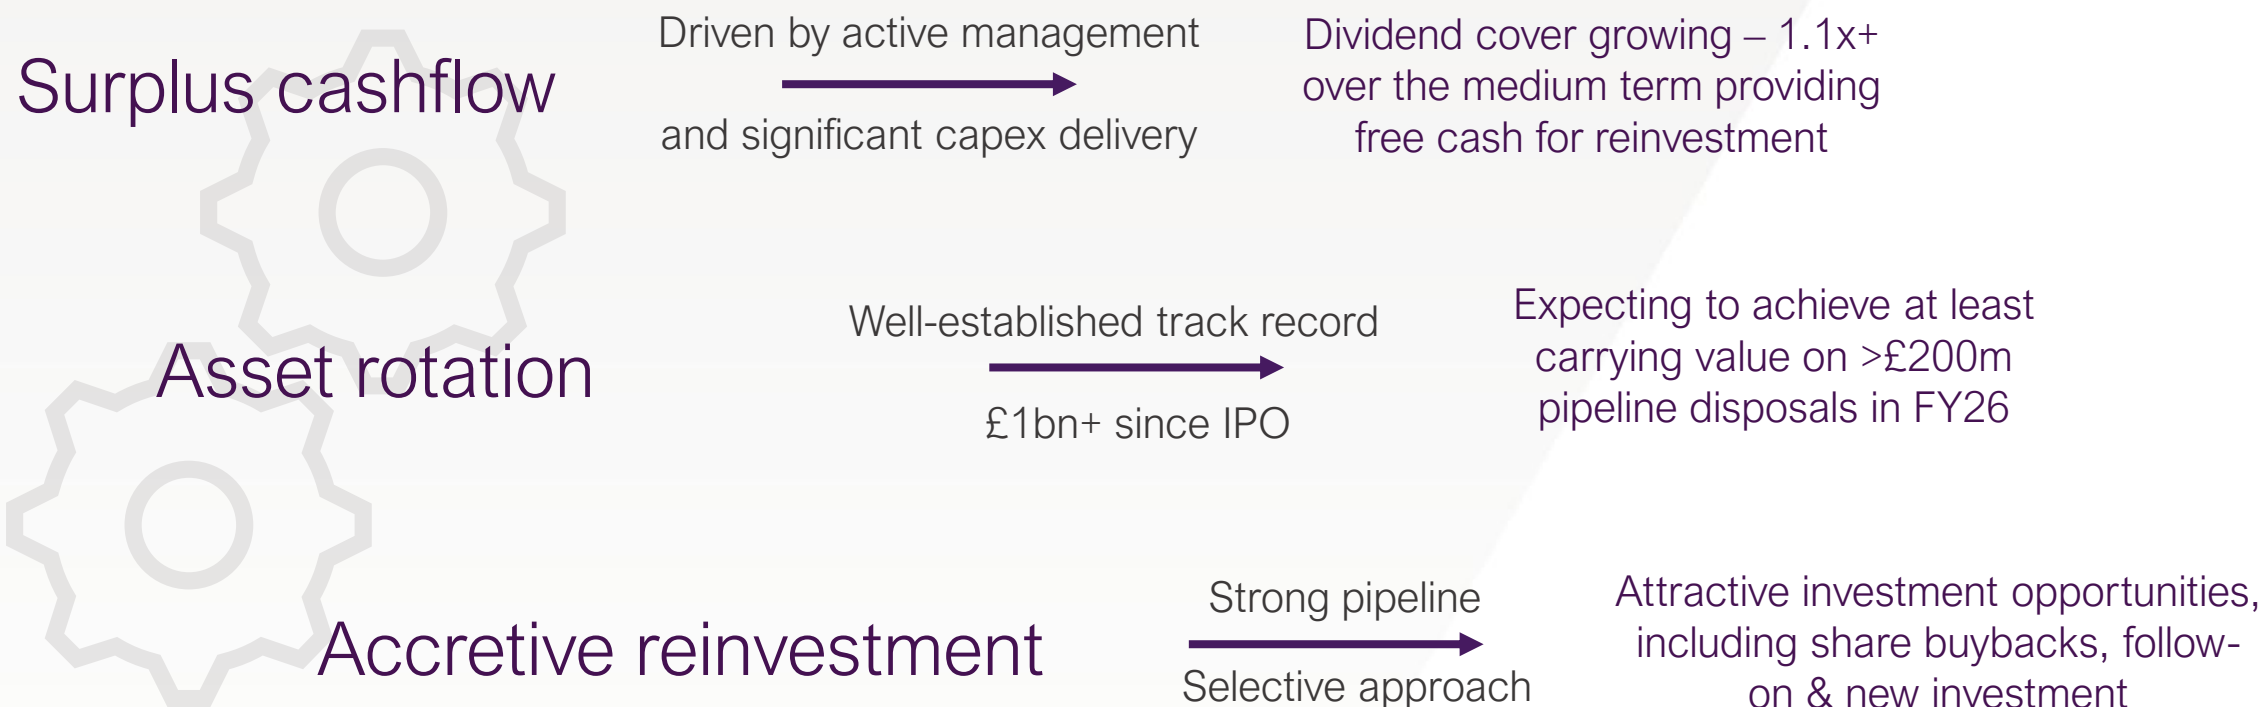 Surplus cashflow
Driven by active management
and significant capex delivery
Dividend cover growing – 1.1x+
over the medium term providing
free cash for reinvestment
Asset rotation
Well-established track record
£1bn+ since IPO
Expecting to achieve at least
carrying value on >£200m
pipeline disposals in FY26
Accretive reinvestment
Strong pipeline
Selective approach
Attractive investment opportunities,
including share buybacks, follow-
on & new investment